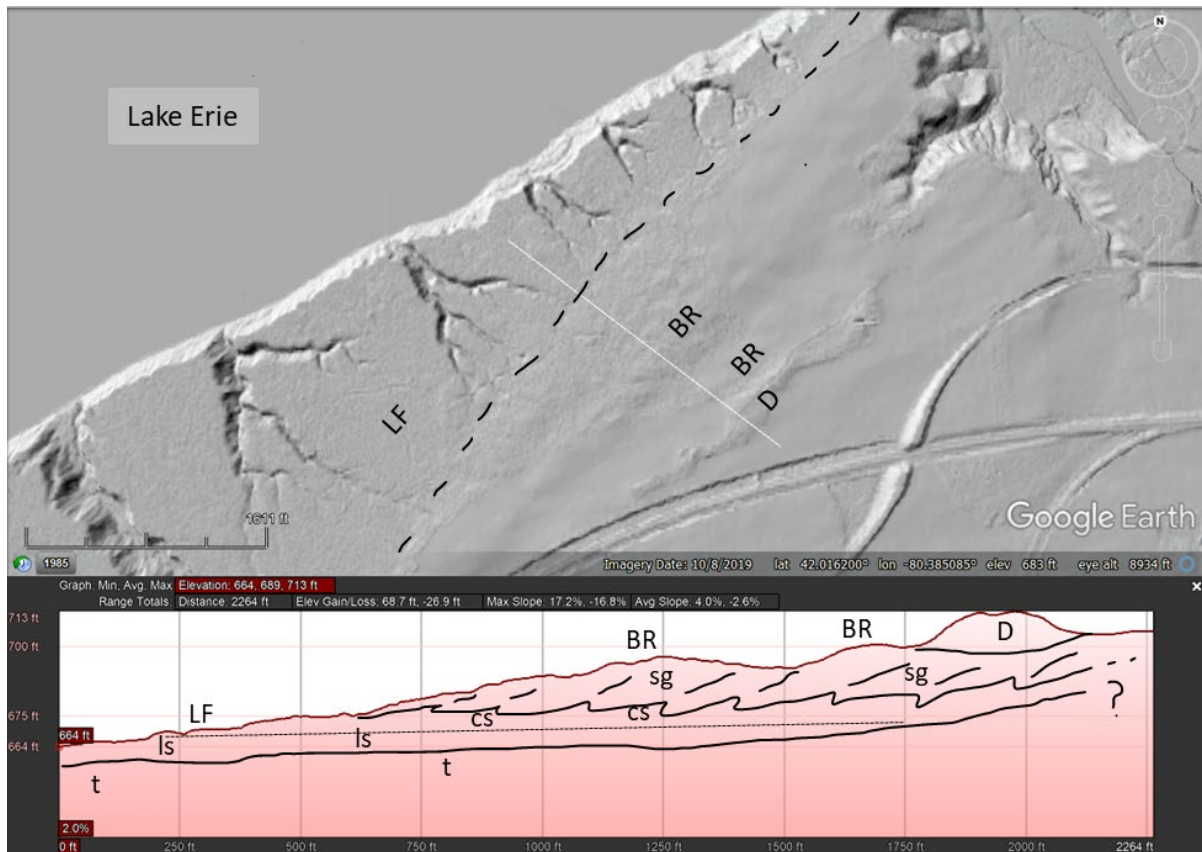 N
Lake Erie
BR
BR
D
LF
1611 ft
Google Earth
1985
Imagery Date: 10/8/2019 lat 42.016200° lon -80.385085° elev 683 ft eye alt 8934 ft
Graph: Min, Avg, Max Elevation: 664, 689, 713 ft
Range Totals: Distance: 2264 ft Elev Gain/Loss: 68.7 ft, -26.9 ft Max Slope: 17.2%, -16.8% Avg Slope: 4.0%, -2.6%
713 ft
BR BR D
700 ft
sg sg
LF cs cs ?
675 ft
664 ft
ls ls
664 ft
t t
2.0%
0 ft 250 ft 500 ft 750 ft 1000 ft 1250 ft 1500 ft 1750 ft 2000 ft 2264 ft